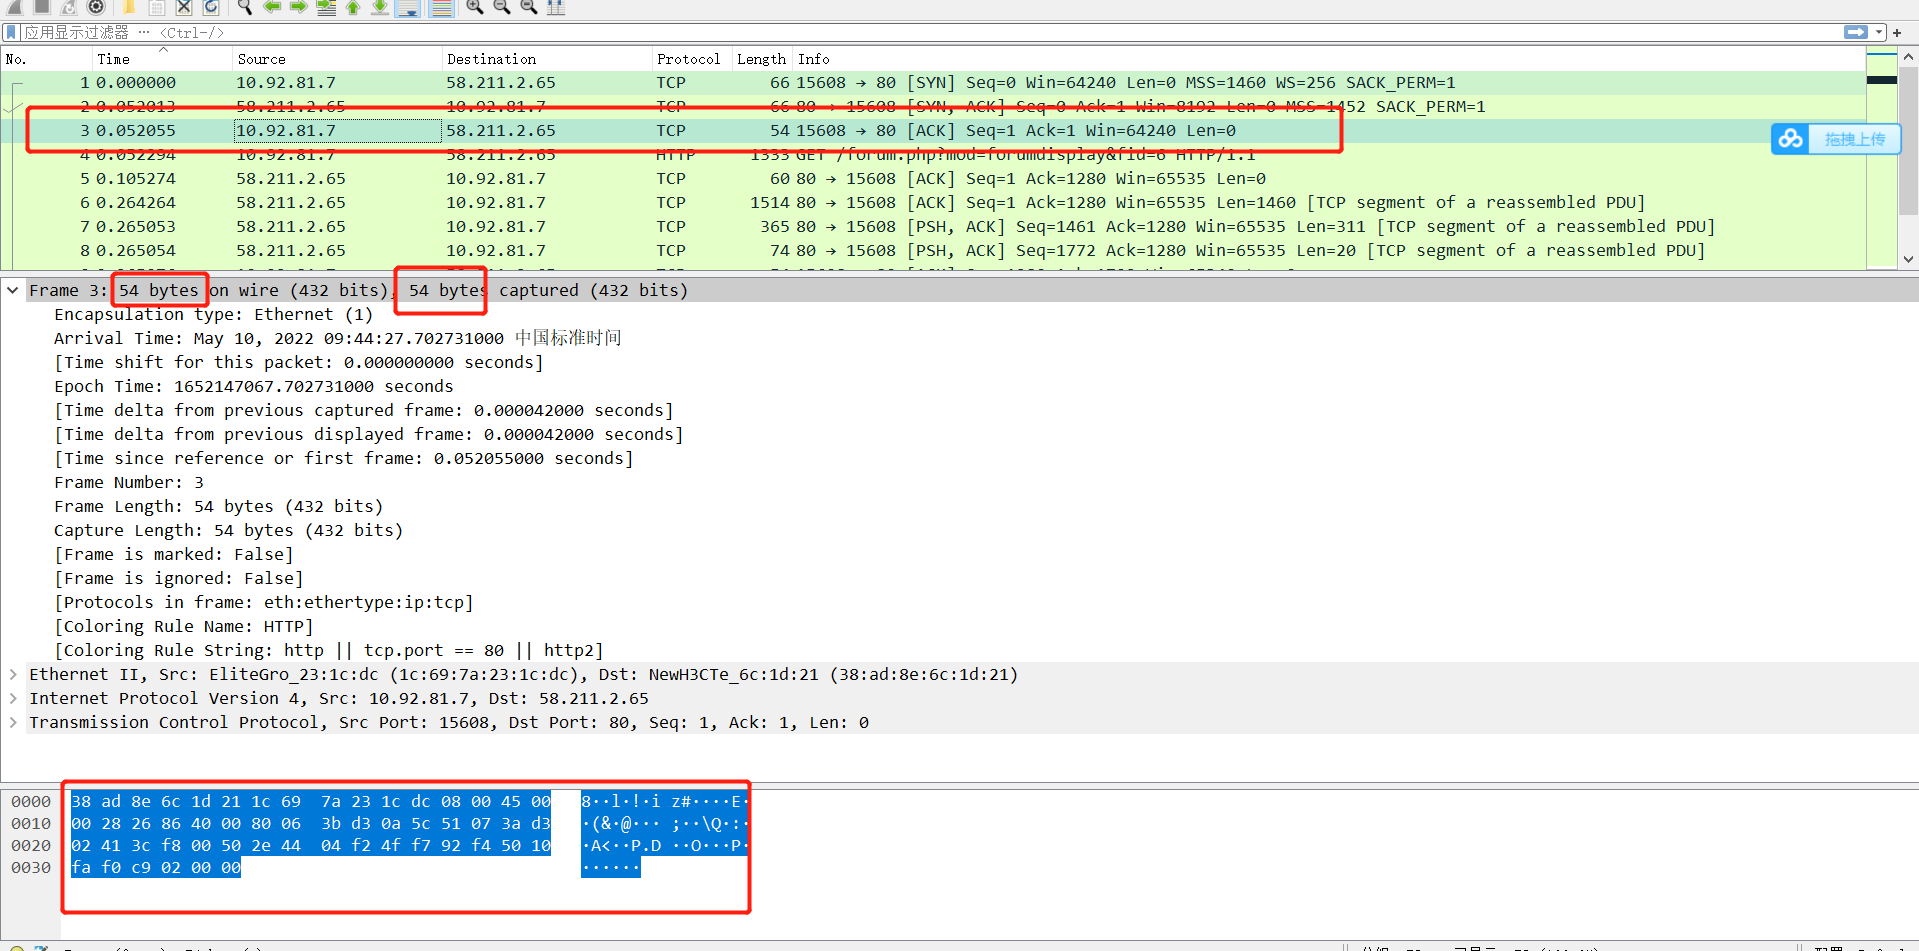 应用显示过滤器 … <Ctrl-/>
No. Time Source Destination Protocol Length Info
1 0.000000 10.92.81.7 58.211.2.65 TCP 66 15608 → 80 [SYN] Seq=0 Win=64240 Len=0 MSS=1460 WS=256 SACK_PERM=1
2 0.052013 58.211.2.65 10.92.81.7 TCP 66 80 → 15608 [SYN, ACK] Seq=0 Ack=1 Win=8192 Len=0 MSS=1452 SACK_PERM=1
3 0.052055 10.92.81.7 58.211.2.65 TCP 54 15608 → 80 [ACK] Seq=1 Ack=1 Win=64240 Len=0
拖拽上传
4 0.052294 10.92.81.7 58.211.2.65 HTTP 1333 GET /forum.php?mod=forumdisplay&fid=6 HTTP/1.1
5 0.105274 58.211.2.65 10.92.81.7 TCP 60 80 → 15608 [ACK] Seq=1 Ack=1280 Win=65535 Len=0
6 0.264264 58.211.2.65 10.92.81.7 TCP 1514 80 → 15608 [ACK] Seq=1 Ack=1280 Win=65535 Len=1460 [TCP segment of a reassembled PDU]
7 0.265053 58.211.2.65 10.92.81.7 TCP 365 80 → 15608 [PSH, ACK] Seq=1461 Ack=1280 Win=65535 Len=311 [TCP segment of a reassembled PDU]
8 0.265054 58.211.2.65 10.92.81.7 TCP 74 80 → 15608 [PSH, ACK] Seq=1772 Ack=1280 Win=65535 Len=20 [TCP segment of a reassembled PDU]
Frame 3: 54 bytes on wire (432 bits), 54 bytes captured (432 bits)
Encapsulation type: Ethernet (1)
Arrival Time: May 10, 2022 09:44:27.702731000 中国标准时间
[Time shift for this packet: 0.000000000 seconds]
Epoch Time: 1652147067.702731000 seconds
[Time delta from previous captured frame: 0.000042000 seconds]
[Time delta from previous displayed frame: 0.000042000 seconds]
[Time since reference or first frame: 0.052055000 seconds]
Frame Number: 3
Frame Length: 54 bytes (432 bits)
Capture Length: 54 bytes (432 bits)
[Frame is marked: False]
[Frame is ignored: False]
[Protocols in frame: eth:ethertype:ip:tcp]
[Coloring Rule Name: HTTP]
[Coloring Rule String: http || tcp.port == 80 || http2]
Ethernet II, Src: EliteGro_23:1c:dc (1c:69:7a:23:1c:dc), Dst: NewH3CTe_6c:1d:21 (38:ad:8e:6c:1d:21)
Internet Protocol Version 4, Src: 10.92.81.7, Dst: 58.211.2.65
Transmission Control Protocol, Src Port: 15608, Dst Port: 80, Seq: 1, Ack: 1, Len: 0
0000 38 ad 8e 6c 1d 21 1c 69 7a 23 1c dc 08 00 45 00 8··l·!·i z#····E·
0010 00 28 26 86 40 00 80 06 3b d3 0a 5c 51 07 3a d3 ·(&·@··· ;··\Q·:·
0020 02 41 3c f8 00 50 2e 44 04 f2 4f f7 92 f4 50 10 ·A<··P.D ··O···P·
0030 fa f0 c9 02 00 00 ······